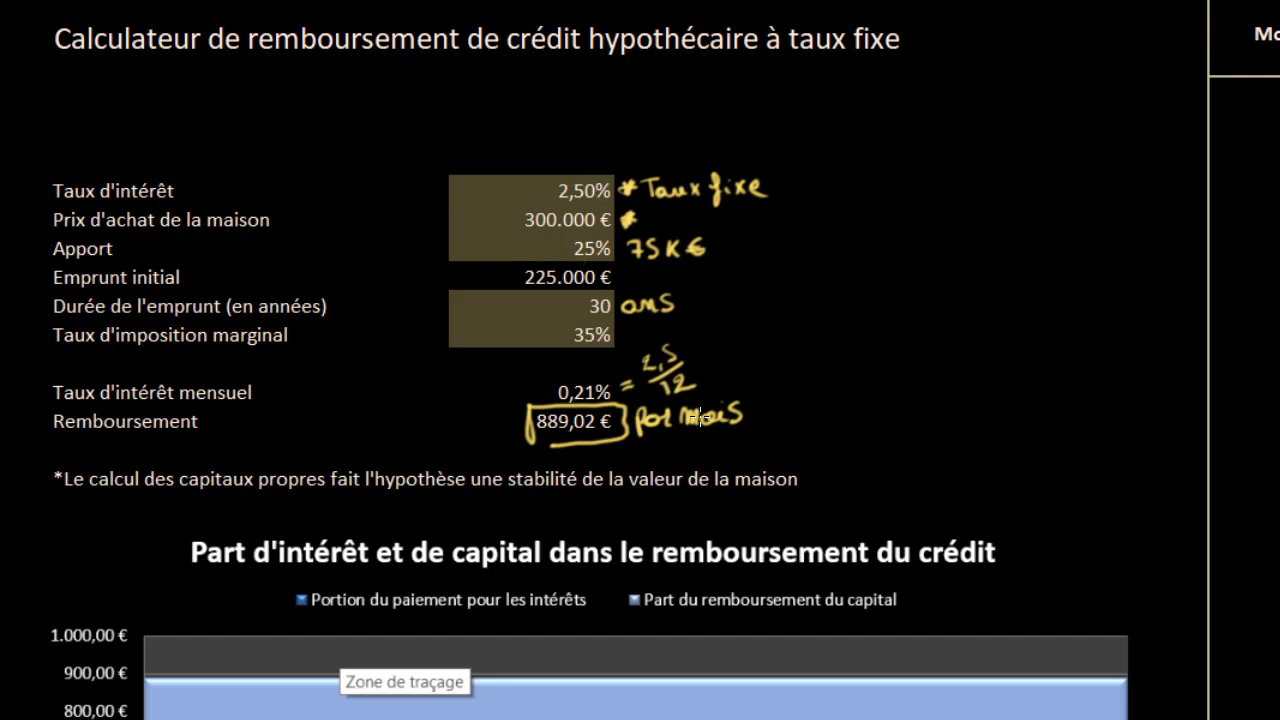 Calculateur de remboursement de crédit hypothécaire à taux fixe
Mo
Taux d'intérêt 2,50% * Taux fixe
Prix d'achat de la maison 300.000 € *
Apport 25% 75K€
Emprunt initial 225.000 €
Durée de l'emprunt (en années) 30 ans
Taux d'imposition marginal 35%
Taux d'intérêt mensuel 0,21% = 2,5/12
Remboursement 889,02 € par mois
*Le calcul des capitaux propres fait l'hypothèse une stabilité de la valeur de la maison
Part d'intérêt et de capital dans le remboursement du crédit
Portion du paiement pour les intérêts Part du remboursement du capital
1.000,00 €
900,00 €
Zone de traçage
800,00 €